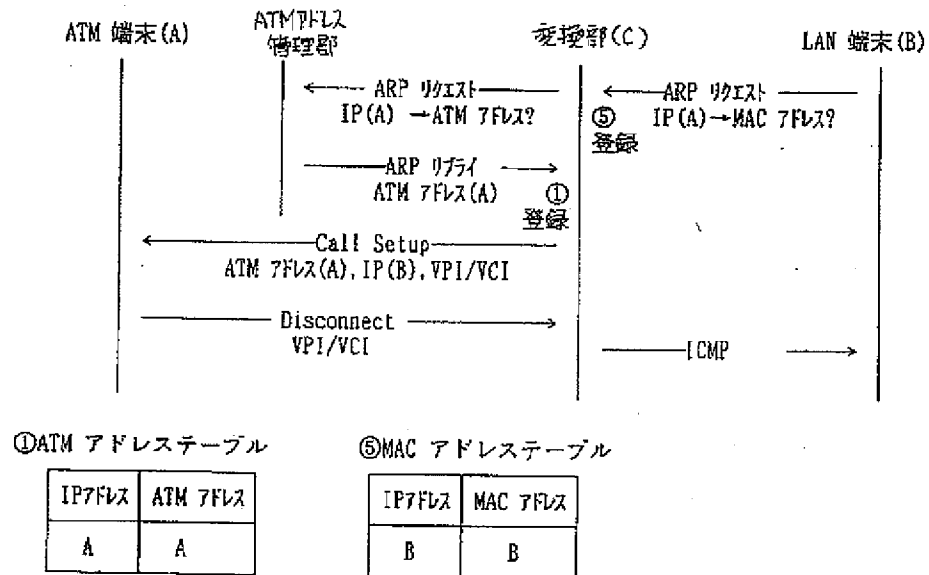 ATM 端末(A)
ATMアドレス
管理部
変換部(C)
LAN 端末(B)
ARP リクエスト
IP(A) →ATM アドレス?
ARP リクエスト
⑤ IP(A)→MAC アドレス?
登録
ARP リプライ
ATM アドレス(A) ①
登録
Call Setup
ATM アドレス(A), IP(B), VPI/VCI
Disconnect
VPI/VCI
ICMP
①ATM アドレステーブル
⑤MAC アドレステーブル
IPアドレス ATM アドレス
A A
IPアドレス MAC アドレス
B B